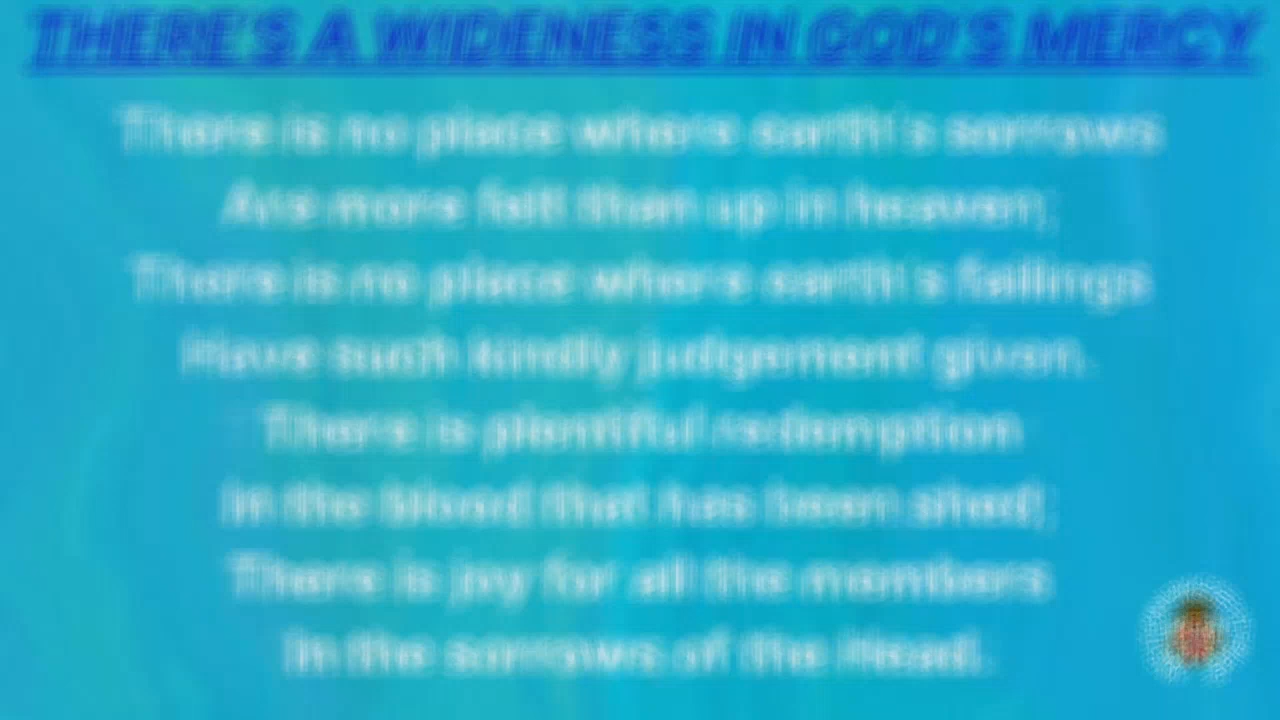 THERE'S A WIDENESS IN GOD'S MERCY
There is no place where earth's sorrows
Are more felt than up in heaven;
There is no place where earth's failings
Have such kindly judgement given.
There is plentiful redemption
In the blood that has been shed;
There is joy for all the members
In the sorrows of the Head.